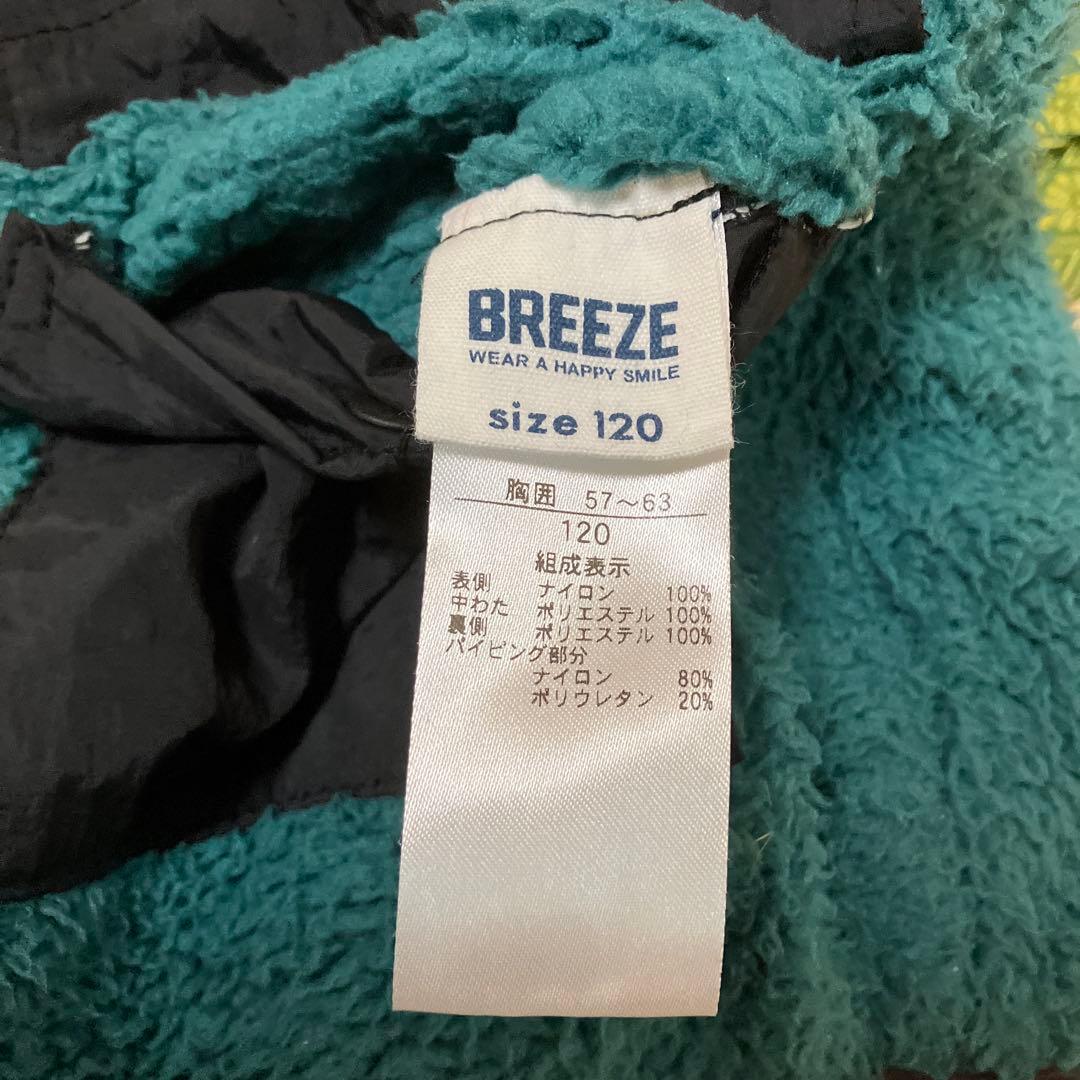 BREEZE
WEAR A HAPPY SMILE
size 120
胸囲 57～63
120
組成表示
表側 ナイロン 100%
中わた ポリエステル 100%
裏側 ポリエステル 100%
パイピング部分
ナイロン 80%
ポリウレタン 20%